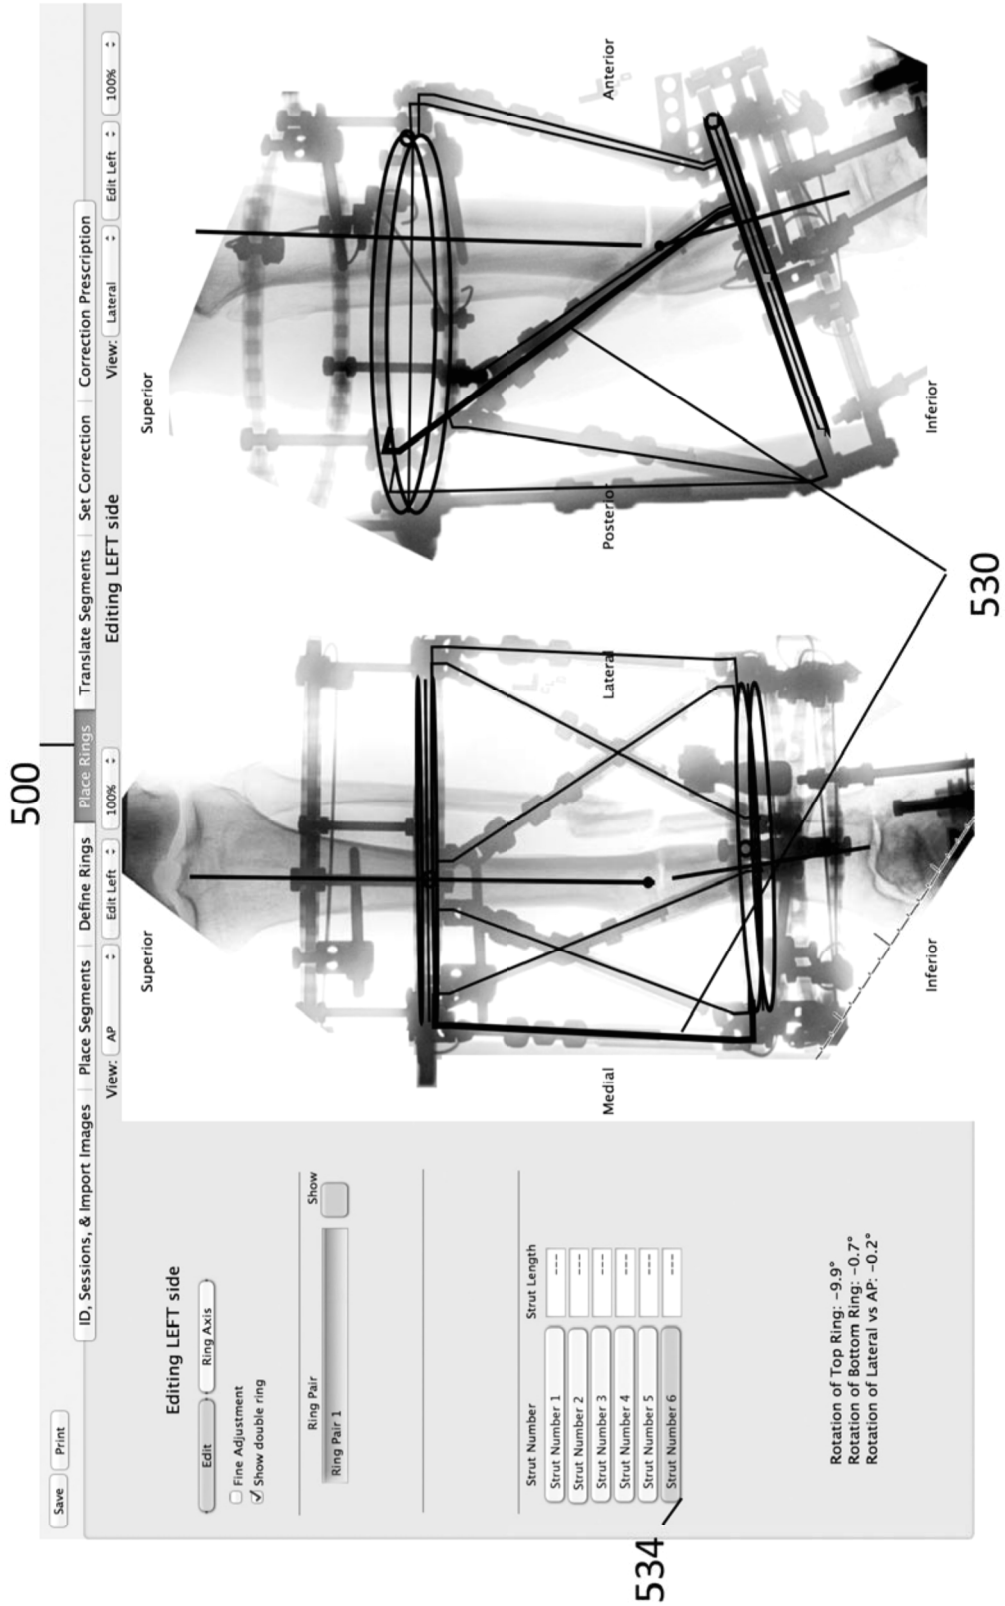 500
Save Print
ID, Sessions, & Import Images Place Segments Define Rings Place Rings Translate Segments Set Correction Correction Prescription
Editing LEFT side
View: AP Edit Left 100%
Editing LEFT side
View: Lateral Edit Left 100%
Edit Ring Axis
Fine Adjustment
Show double ring
Ring Pair Show
Ring Pair 1
Strut Number Strut Length
Strut Number 1 ---
Strut Number 2 ---
Strut Number 3 ---
Strut Number 4 ---
Strut Number 5 ---
Strut Number 6 ---
534
Rotation of Top Ring: -9.9°
Rotation of Bottom Ring: -0.7°
Rotation of Lateral vs AP: -0.2°
Superior
Medial
Lateral
Inferior
Superior
Posterior
Anterior
Inferior
530